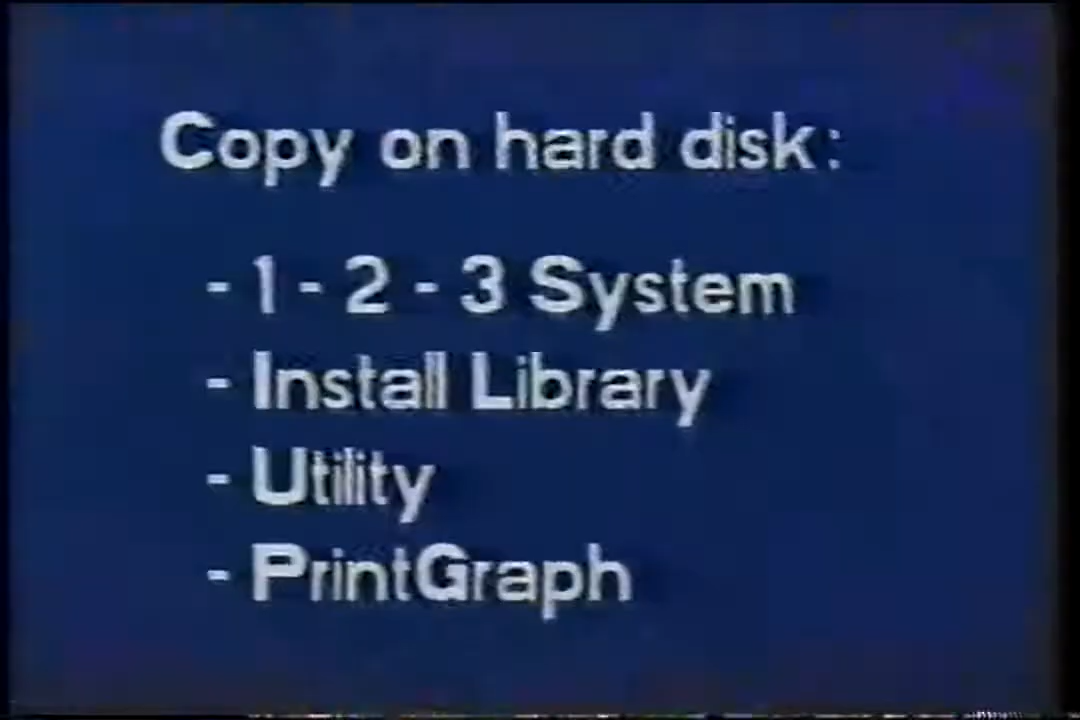 Copy on hard disk:
- 1 - 2 - 3 System
- Install Library
- Utility
- PrintGraph